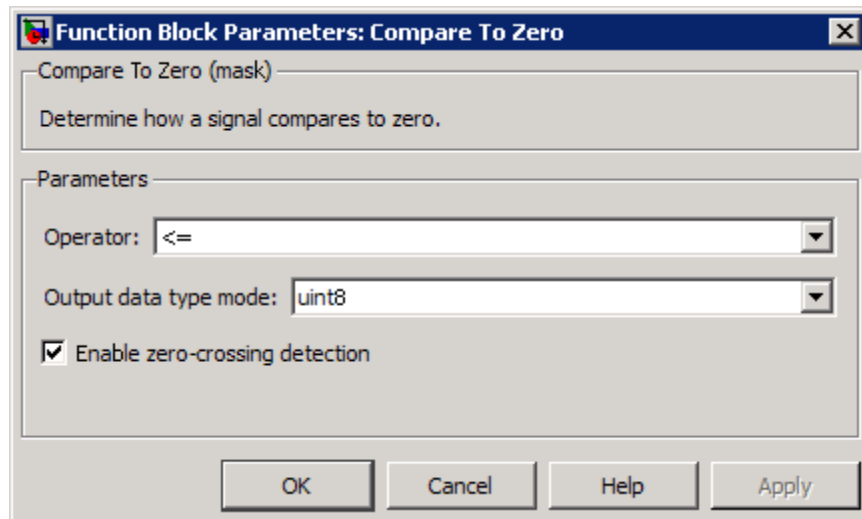 Function Block Parameters: Compare To Zero
Compare To Zero (mask)
Determine how a signal compares to zero.
Parameters
Operator: <=
Output data type mode: uint8
Enable zero-crossing detection
OK Cancel Help Apply